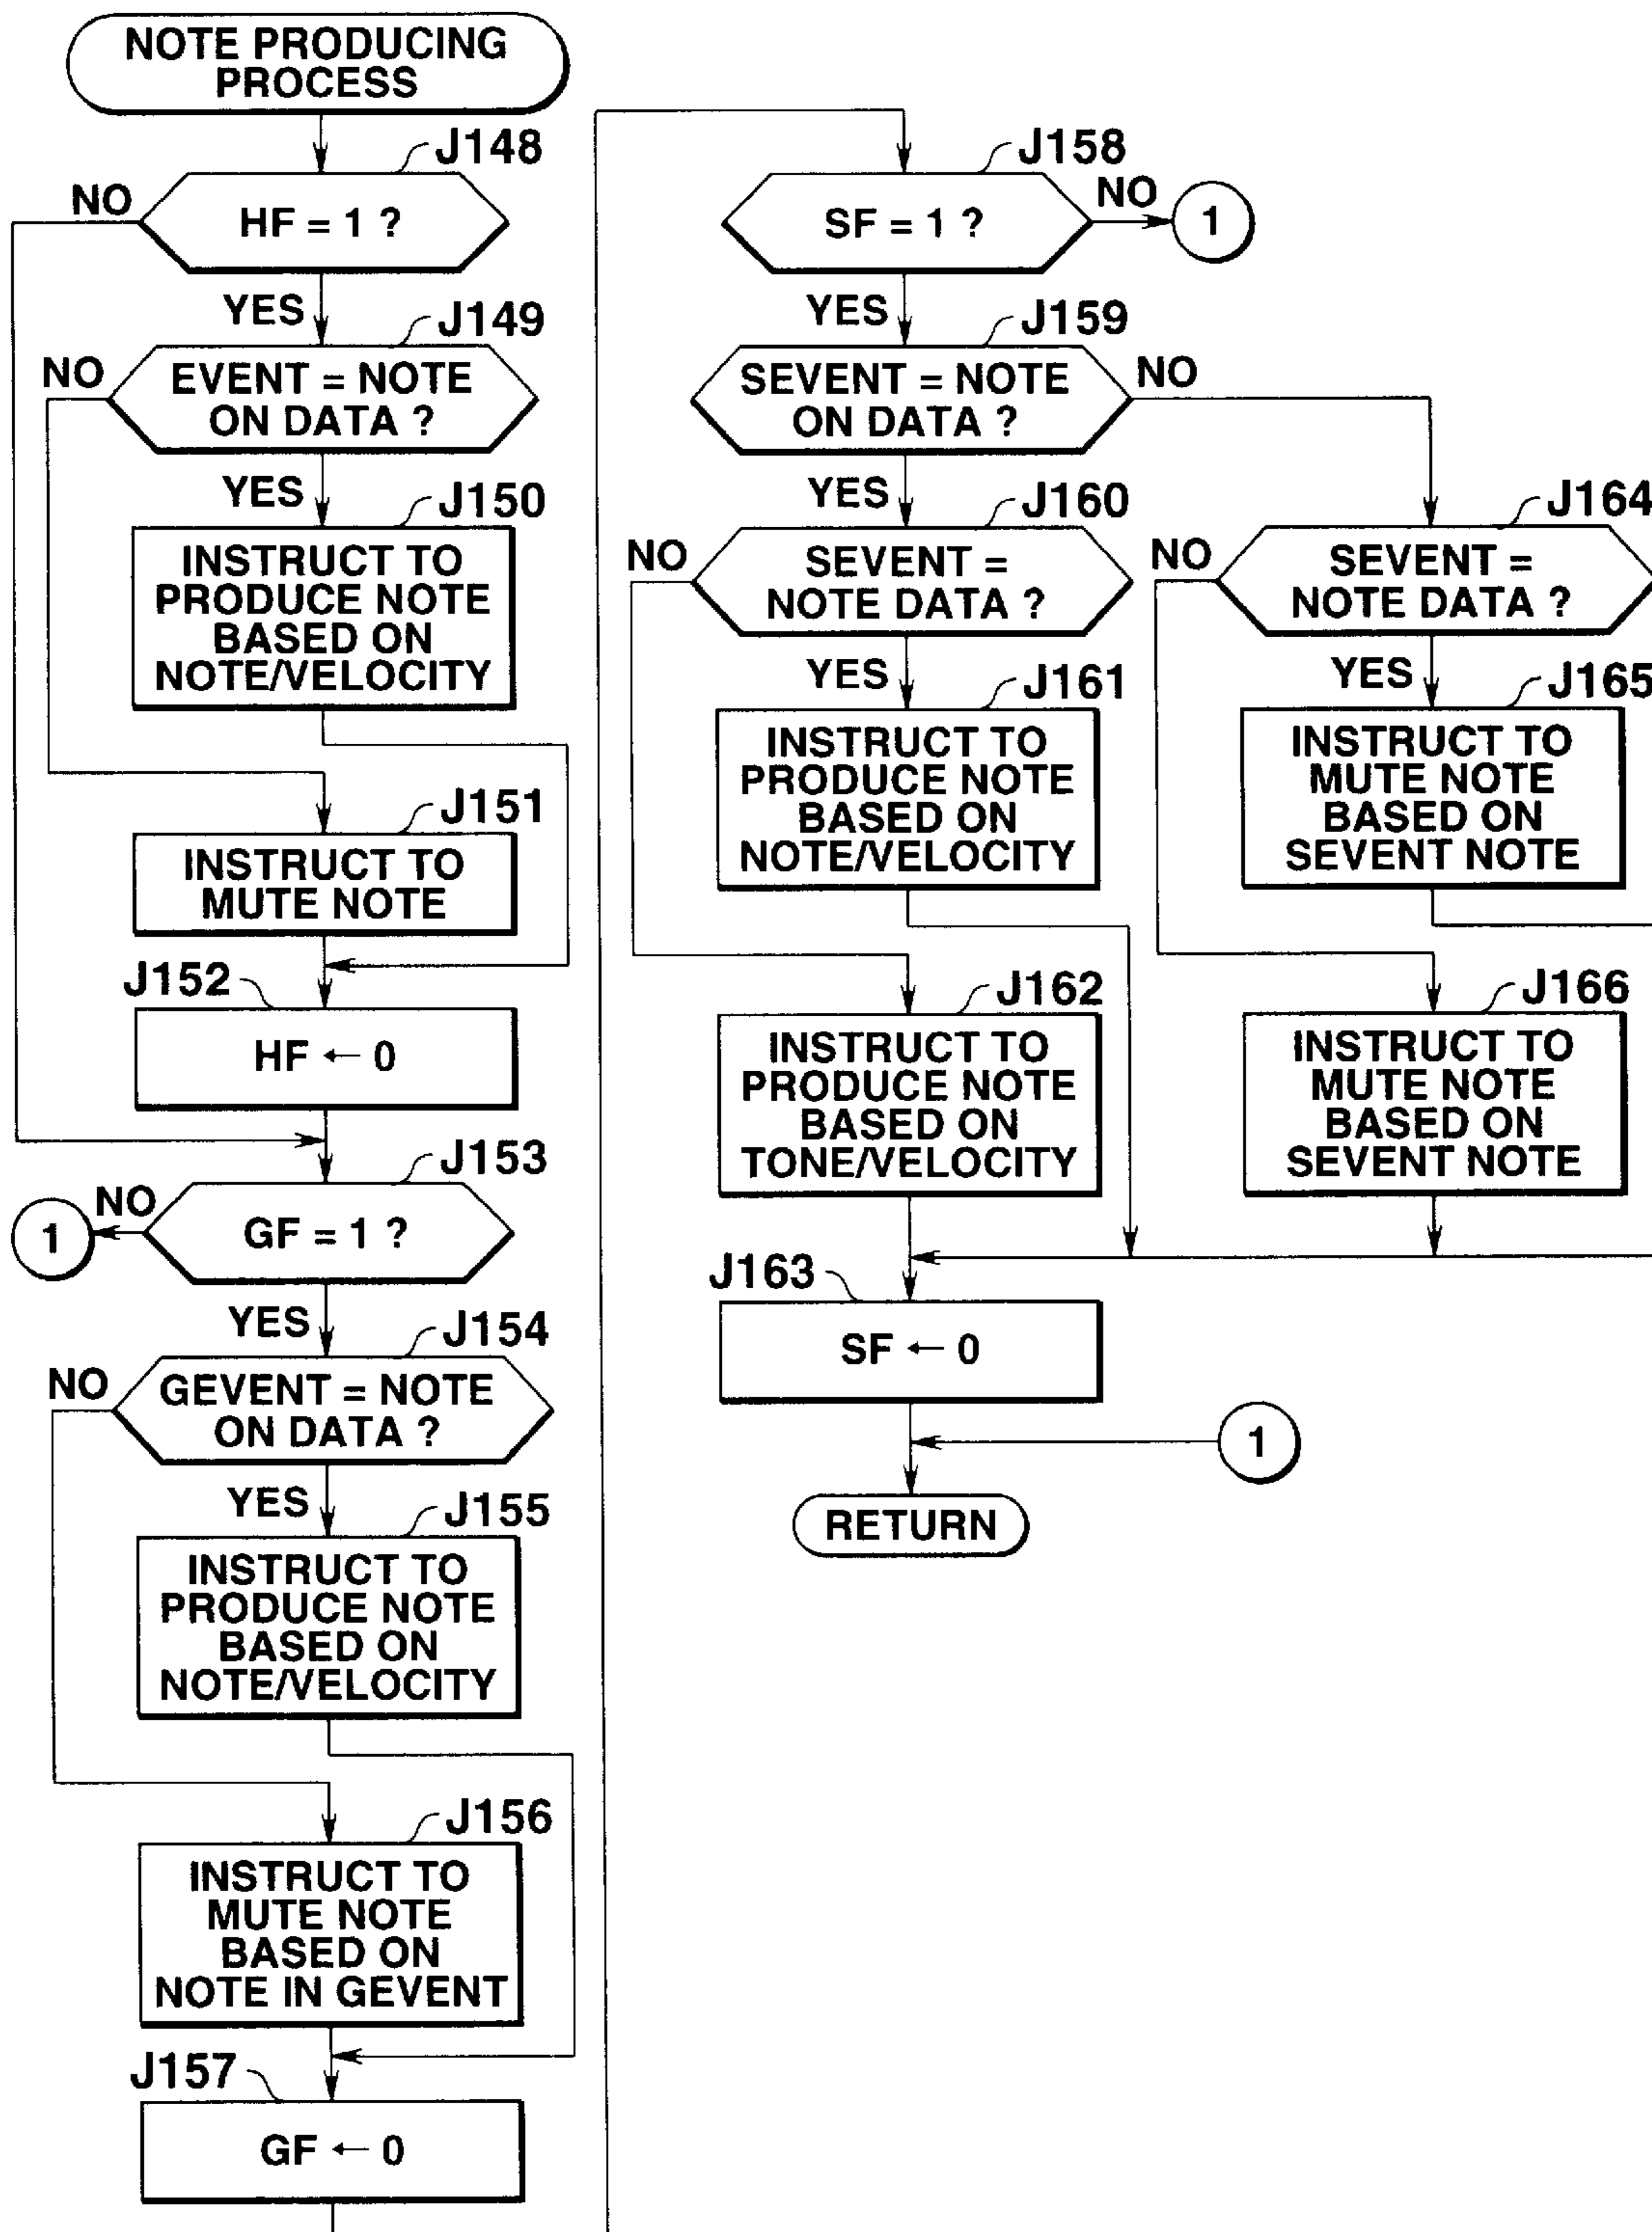 NOTE PRODUCING
PROCESS
J148
NO
HF = 1 ?
YES
J149
NO
EVENT = NOTE
ON DATA ?
YES
J150
INSTRUCT TO
PRODUCE NOTE
BASED ON
NOTE/VELOCITY
J151
INSTRUCT TO
MUTE NOTE
J152
HF ← 0
J153
NO
1
GF = 1 ?
YES
J154
NO
GEVENT = NOTE
ON DATA ?
YES
J155
INSTRUCT TO
PRODUCE NOTE
BASED ON
NOTE/VELOCITY
J156
INSTRUCT TO
MUTE NOTE
BASED ON
NOTE IN GEVENT
J157
GF ← 0
J158
SF = 1 ?
NO
1
YES
J159
SEVENT = NOTE
ON DATA ?
NO
YES
J160
NO
SEVENT =
NOTE DATA ?
YES
J161
INSTRUCT TO
PRODUCE NOTE
BASED ON
NOTE/VELOCITY
J162
INSTRUCT TO
PRODUCE NOTE
BASED ON
TONE/VELOCITY
J163
SF ← 0
1
RETURN
J164
NO
SEVENT =
NOTE DATA ?
YES
J165
INSTRUCT TO
MUTE NOTE
BASED ON
SEVENT NOTE
J166
INSTRUCT TO
MUTE NOTE
BASED ON
SEVENT NOTE